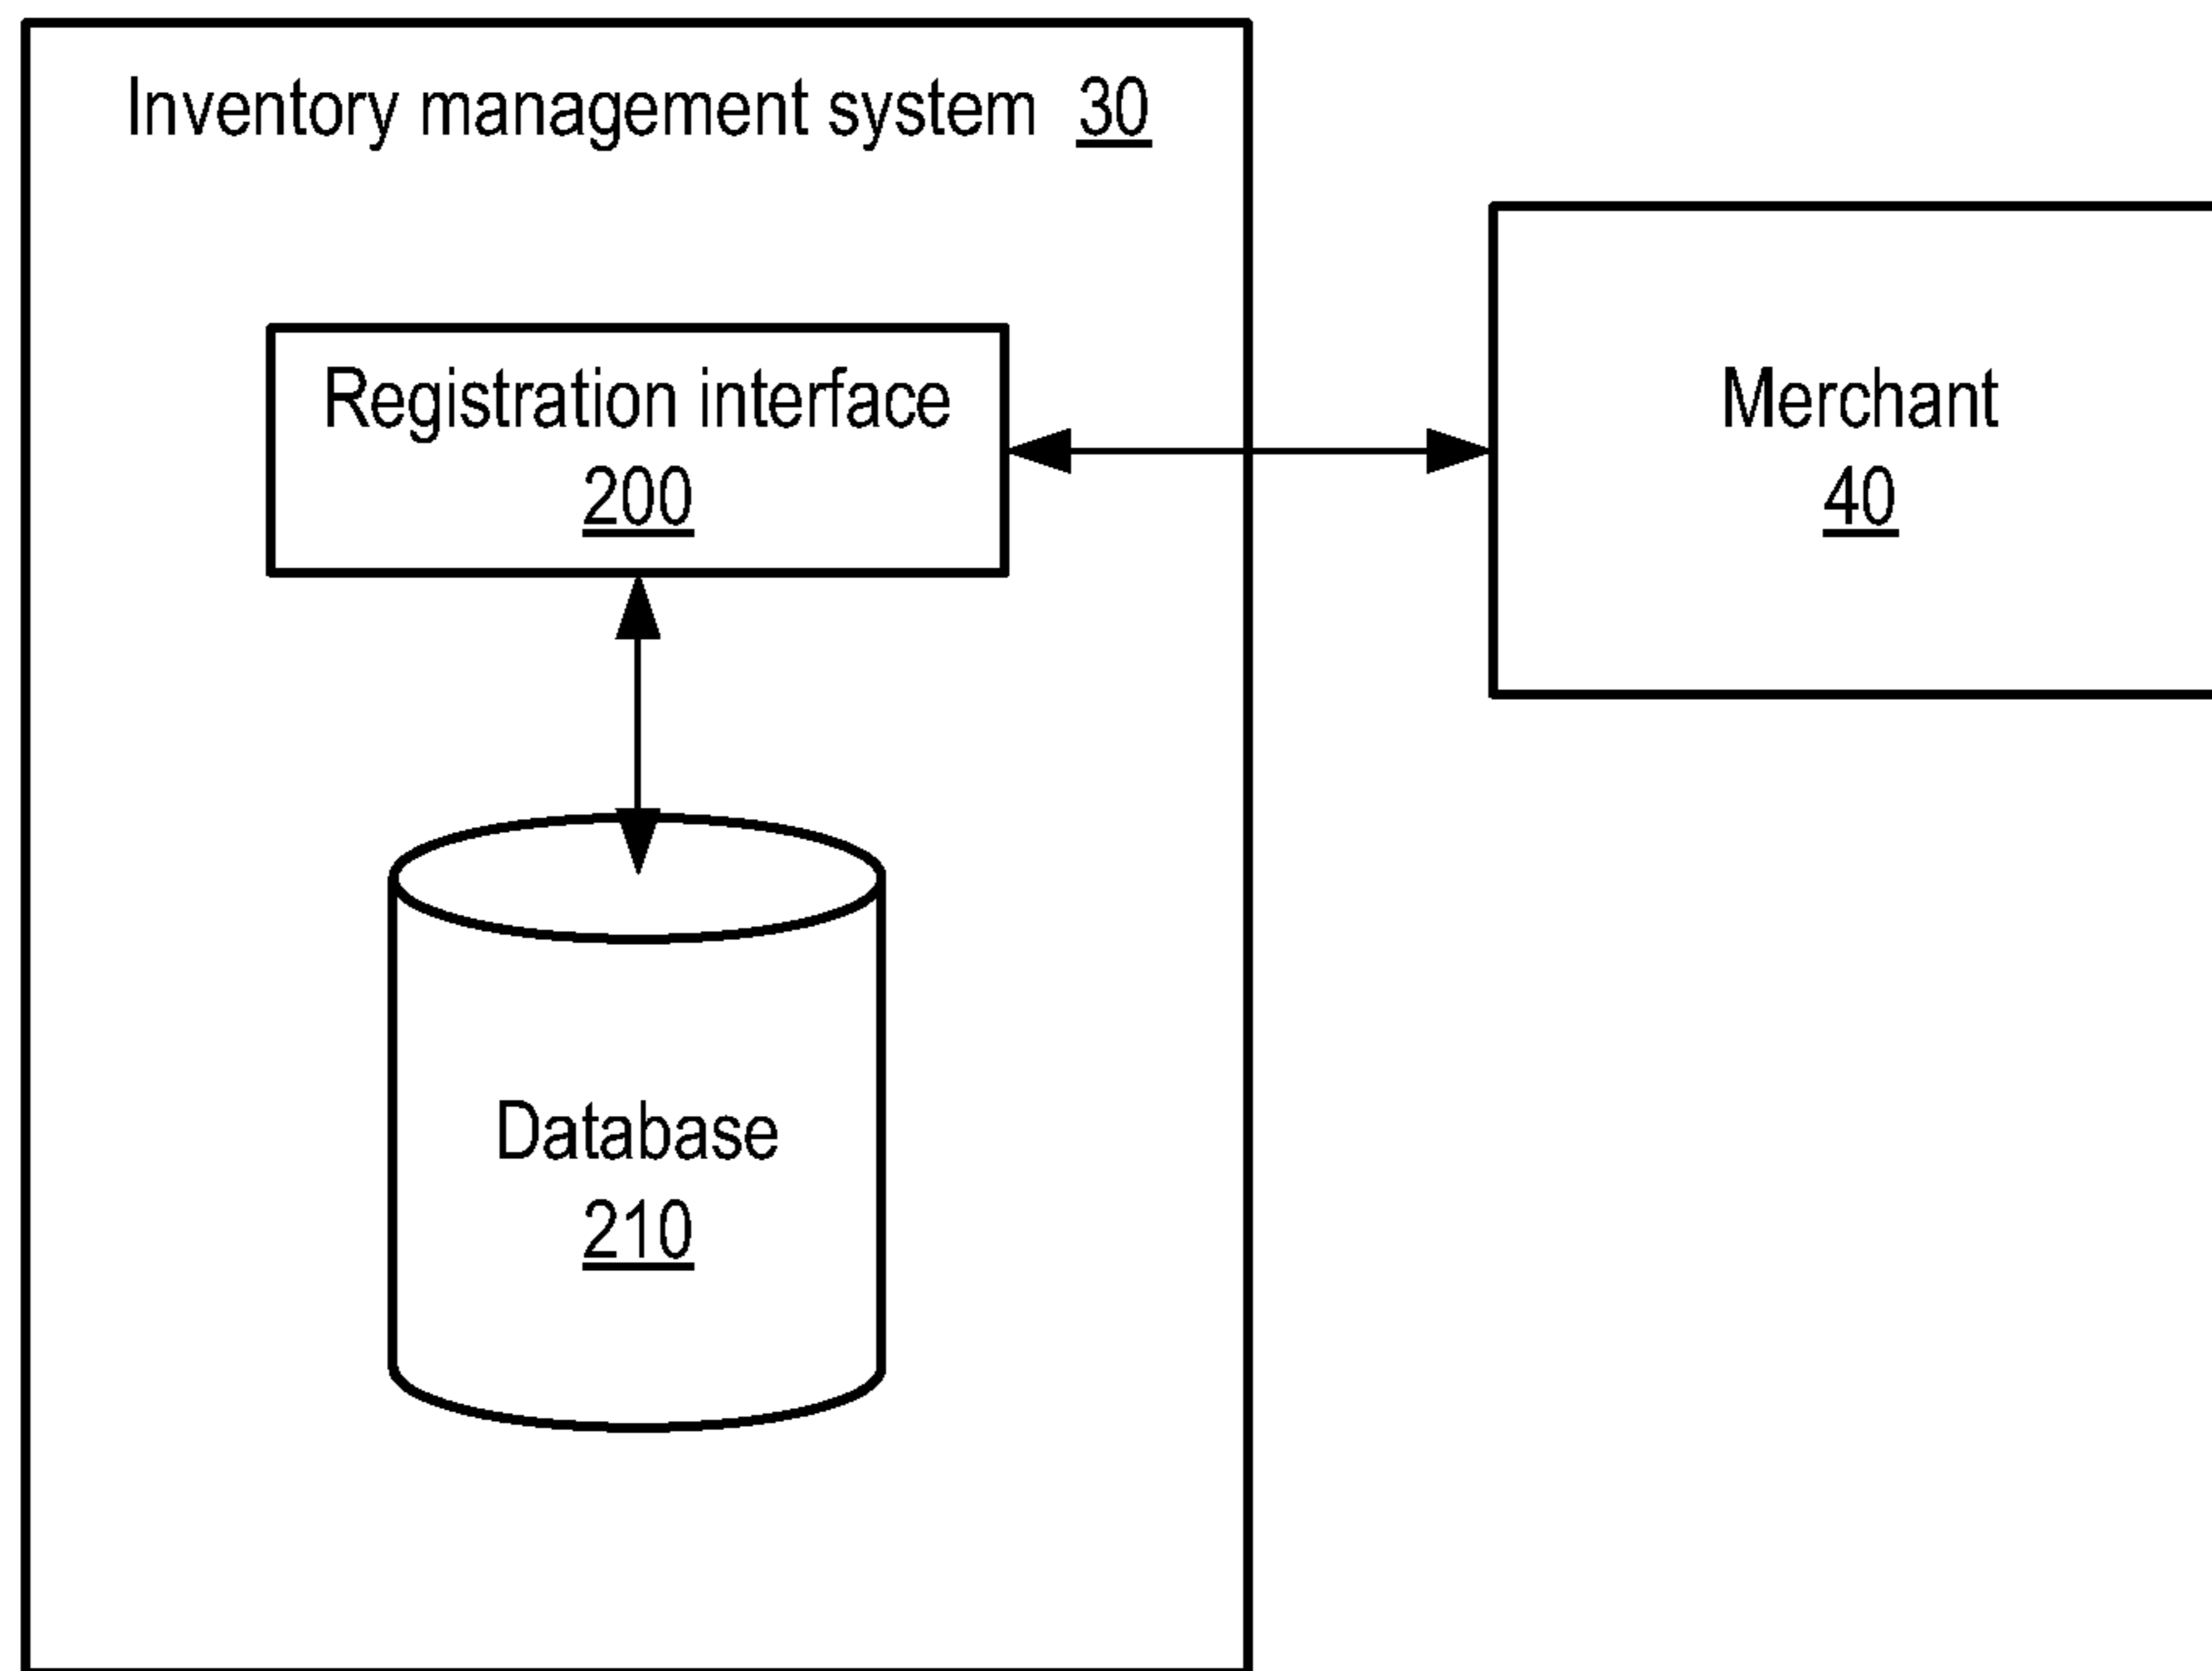 Inventory management system 30
Registration interface
200
Merchant
40
Database
210